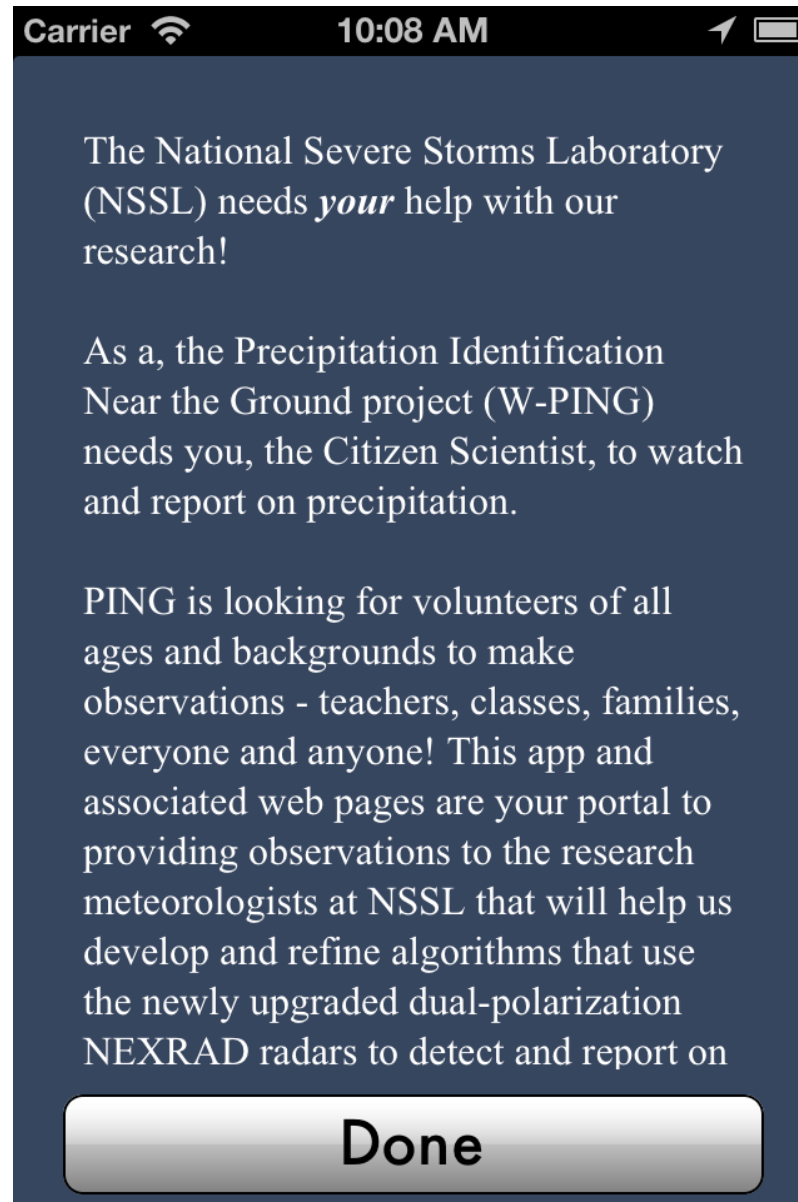 Carrier 10:08 AM
The National Severe Storms Laboratory
(NSSL) needs your help with our
research!
As a, the Precipitation Identification
Near the Ground project (W-PING)
needs you, the Citizen Scientist, to watch
and report on precipitation.
PING is looking for volunteers of all
ages and backgrounds to make
observations - teachers, classes, families,
everyone and anyone! This app and
associated web pages are your portal to
providing observations to the research
meteorologists at NSSL that will help us
develop and refine algorithms that use
the newly upgraded dual-polarization
NEXRAD radars to detect and report on
Done